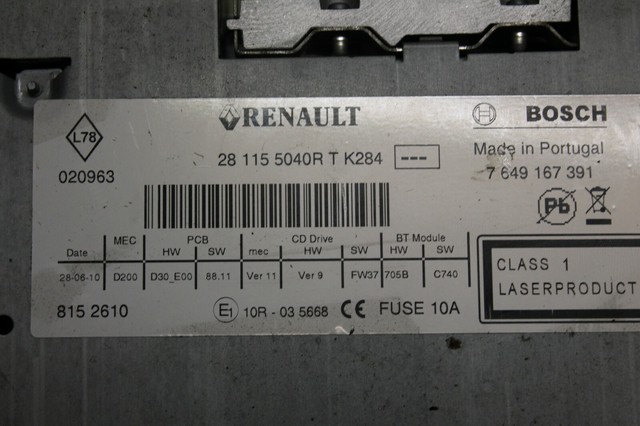 L78
020963
RENAULT
28 115 5040R T K284 ---
BOSCH
Made in Portugal
7 649 167 391
Pb
MEC PCB CD Drive BT Module
Date HW SW mec HW SW HW SW
28-06-10 D200 D30_E00 88.11 Ver 11 Ver 9 FW37 705B C740
815 2610
E1 10R - 03 5668 CE FUSE 10A
CLASS 1
LASERPRODUCT